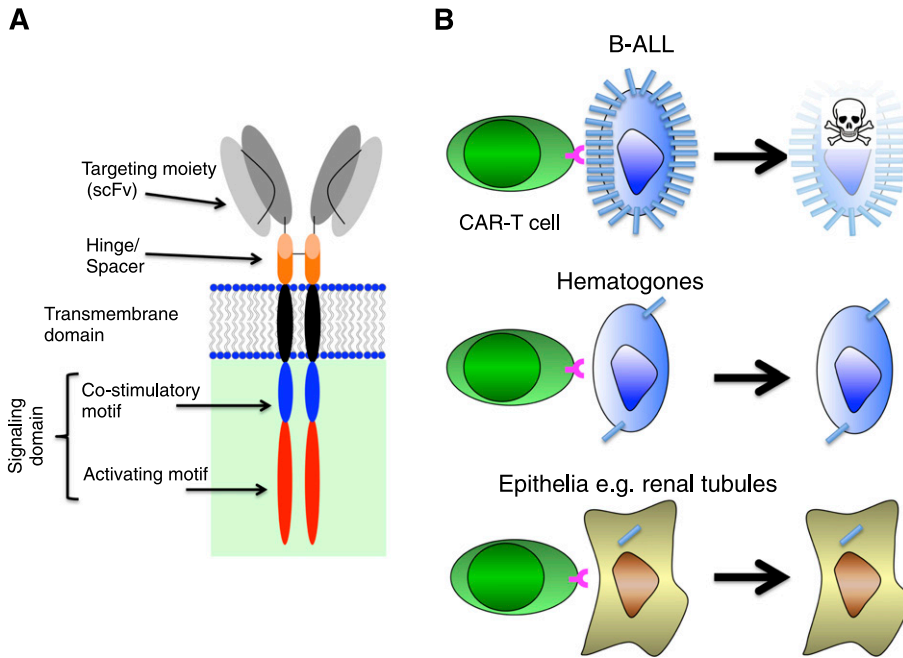 A
Targeting moiety
(scFv)
Hinge/
Spacer
Transmembrane
domain
Signaling
domain
Co-stimulatory
motif
Activating motif
B
B-ALL
CAR-T cell
Hematogones
Epithelia e.g. renal tubules